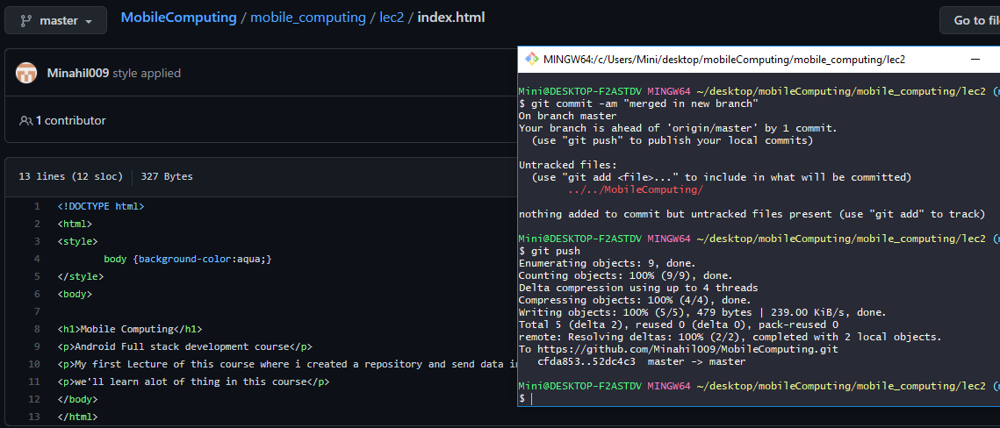 master
MobileComputing / mobile_computing / lec2 / index.html
Go to
Minahil009 style applied
1 contributor
13 lines (12 sloc) 327 Bytes
1 <!DOCTYPE html>
2 <html>
3 <style>
4 body {background-color:aqua;}
5 </style>
6 <body>
7
8 <h1>Mobile Computing</h1>
9 <p>Android Full stack development course</p>
10 <p>My first Lecture of this course where i created a repository and send data
11 <p>we'll learn alot of thing in this course</p>
12 </body>
13 </html>
MINGW64:/c/Users/Mini/desktop/mobileComputing/mobile_computing/lec2
Mini@DESKTOP-F2ASTDV MINGW64 ~/desktop/mobileComputing/mobile_computing/lec2 (
$ git commit -am "merged in new branch"
On branch master
Your branch is ahead of 'origin/master' by 1 commit.
(use "git push" to publish your local commits)
Untracked files:
(use "git add <file>..." to include in what will be committed)
../../MobileComputing/
nothing added to commit but untracked files present (use "git add" to track)
Mini@DESKTOP-F2ASTDV MINGW64 ~/desktop/mobileComputing/mobile_computing/lec2 (
$ git push
Enumerating objects: 9, done.
Counting objects: 100% (9/9), done.
Delta compression using up to 4 threads
Compressing objects: 100% (4/4), done.
Writing objects: 100% (5/5), 479 bytes | 239.00 KiB/s, done.
Total 5 (delta 2), reused 0 (delta 0), pack-reused 0
remote: Resolving deltas: 100% (2/2), completed with 2 local objects.
To https://github.com/Minahil009/MobileComputing.git
cfda853..52dc4c3 master -> master
Mini@DESKTOP-F2ASTDV MINGW64 ~/desktop/mobileComputing/mobile_computing/lec2 (
$